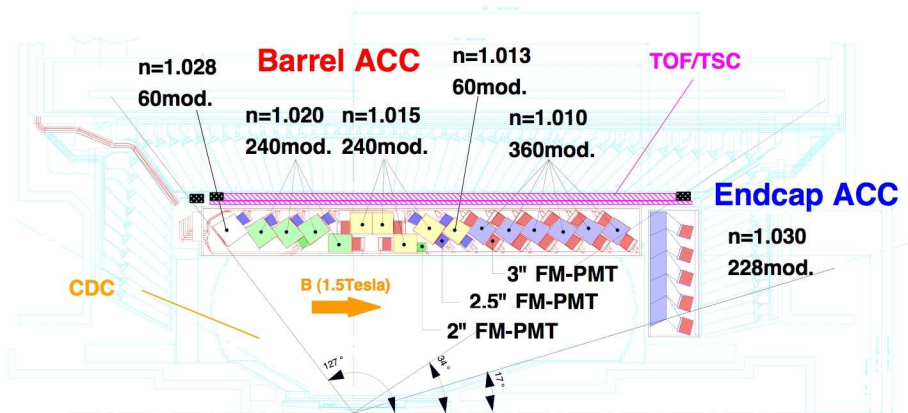 Barrel ACC
n=1.028
60mod.
n=1.020
240mod.
n=1.015
240mod.
n=1.013
60mod.
n=1.010
360mod.
TOF/TSC
Endcap ACC
n=1.030
228mod.
CDC
B (1.5Tesla)
3" FM-PMT
2.5" FM-PMT
2" FM-PMT
127°
34°
17°